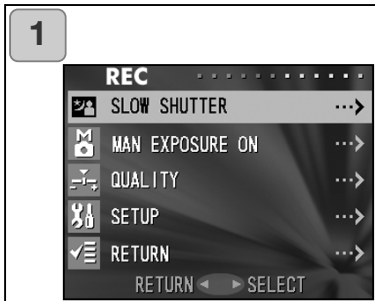 1
REC
SLOW SHUTTER
MAN EXPOSURE ON
QUALITY
SETUP
RETURN
RETURN SELECT